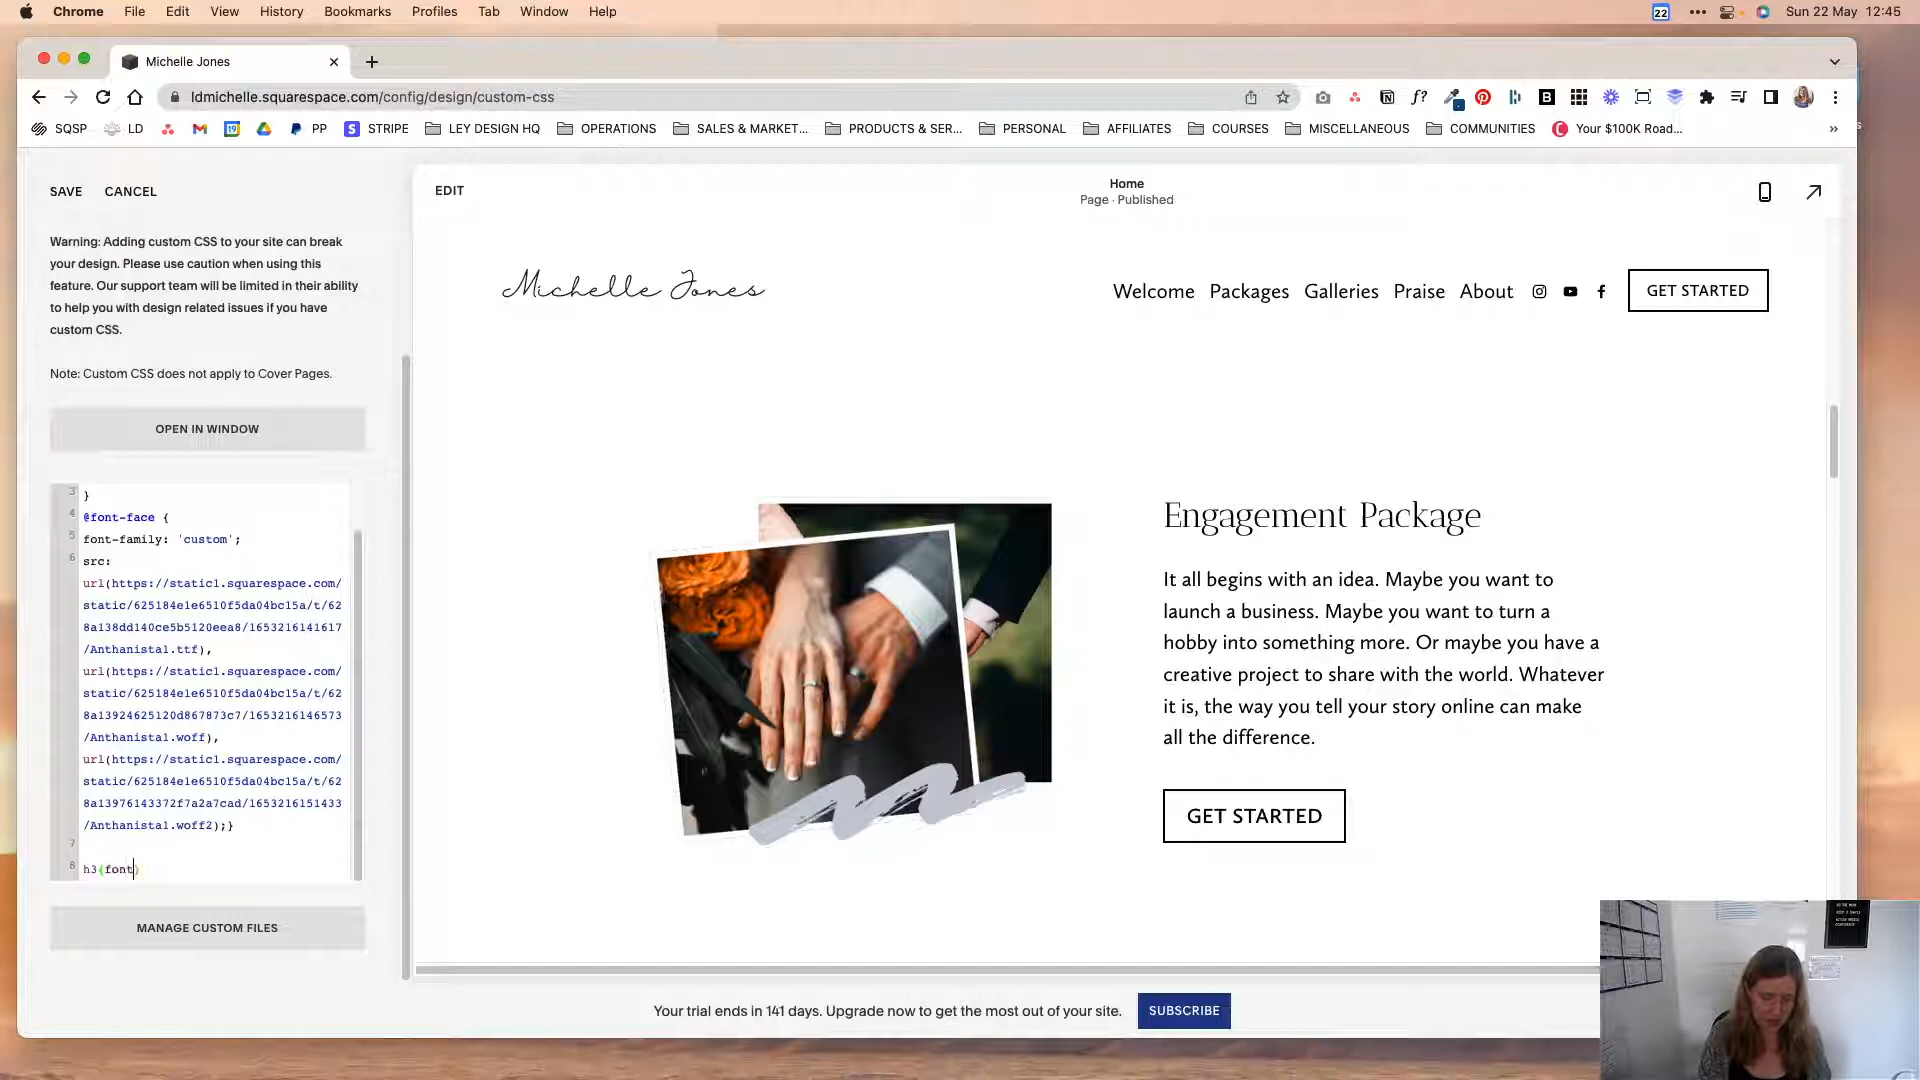 Chrome File Edit View History Bookmarks Profiles Tab Window Help 22 Sun 22 May 12:45
Michelle Jones
ldmichelle.squarespace.com/config/design/custom-css
SQSP LD 19 PP S STRIPE LEY DESIGN HQ OPERATIONS SALES & MARKET... PRODUCTS & SER... PERSONAL AFFILIATES COURSES MISCELLANEOUS COMMUNITIES Your $100K Road... »
SAVE CANCEL
Warning: Adding custom CSS to your site can break
your design. Please use caution when using this
feature. Our support team will be limited in their ability
to help you with design related issues if you have
custom CSS.
Note: Custom CSS does not apply to Cover Pages.
OPEN IN WINDOW
3 }
4 @font-face {
5 font-family: 'custom';
6 src:
url(https://static1.squarespace.com/
static/625184e1e6510f5da04bc15a/t/62
8a138dd140ce5b5120eea8/1653216141617
/Anthanista1.ttf),
url(https://static1.squarespace.com/
static/625184e1e6510f5da04bc15a/t/62
8a13924625120d867873c7/1653216146573
/Anthanista1.woff),
url(https://static1.squarespace.com/
static/625184e1e6510f5da04bc15a/t/62
8a13976143372f7a2a7cad/1653216151433
/Anthanista1.woff2);}
7
8 h3(font)
MANAGE CUSTOM FILES
EDIT
Home
Page · Published
Michelle Jones
Welcome Packages Galleries Praise About GET STARTED
Engagement Package
It all begins with an idea. Maybe you want to
launch a business. Maybe you want to turn a
hobby into something more. Or maybe you have a
creative project to share with the world. Whatever
it is, the way you tell your story online can make
all the difference.
GET STARTED
Your trial ends in 141 days. Upgrade now to get the most out of your site. SUBSCRIBE